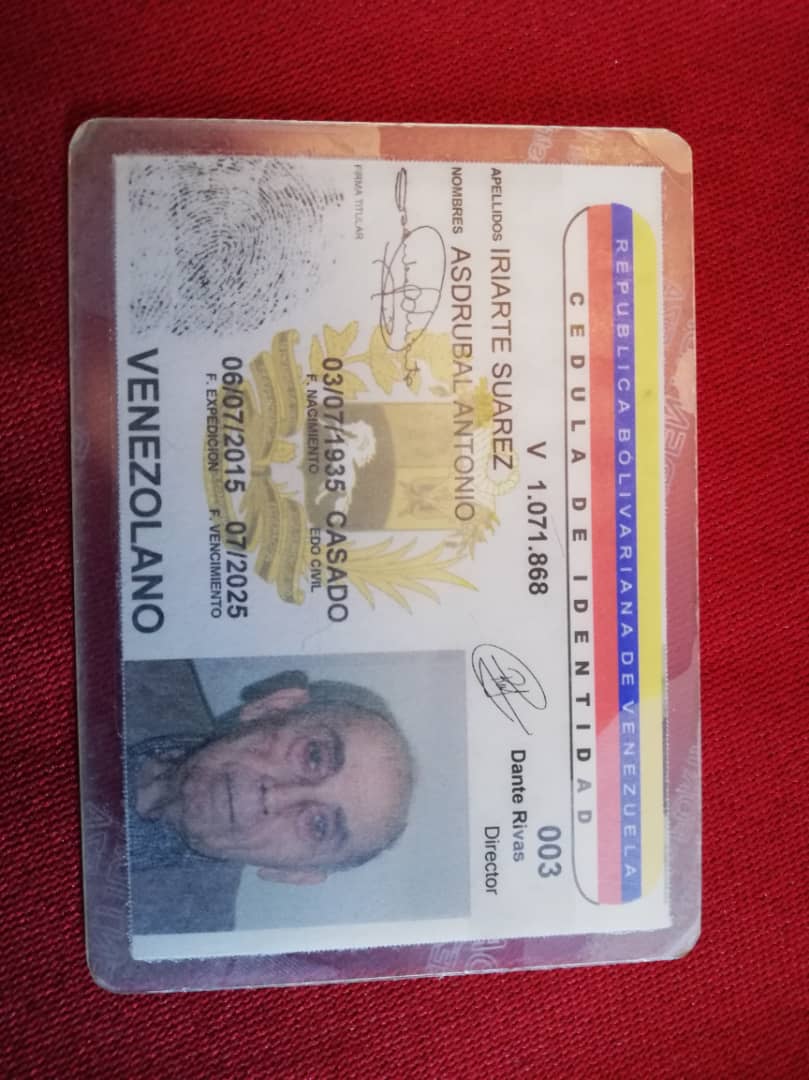 REPUBLICA BOLIVARIANA DE VENEZUELA
CEDULA DE IDENTIDAD
V 1.071.868
003
APELLIDOS IRIARTE SUAREZ
Dante Rivas
Director
NOMBRES ASDRUBAL ANTONIO
FIRMA TITULAR
03/07/1935 CASADO
F. NACIMIENTO EDO CIVIL
06/07/2015 07/2025
F. EXPEDICION F. VENCIMIENTO
VENEZOLANO